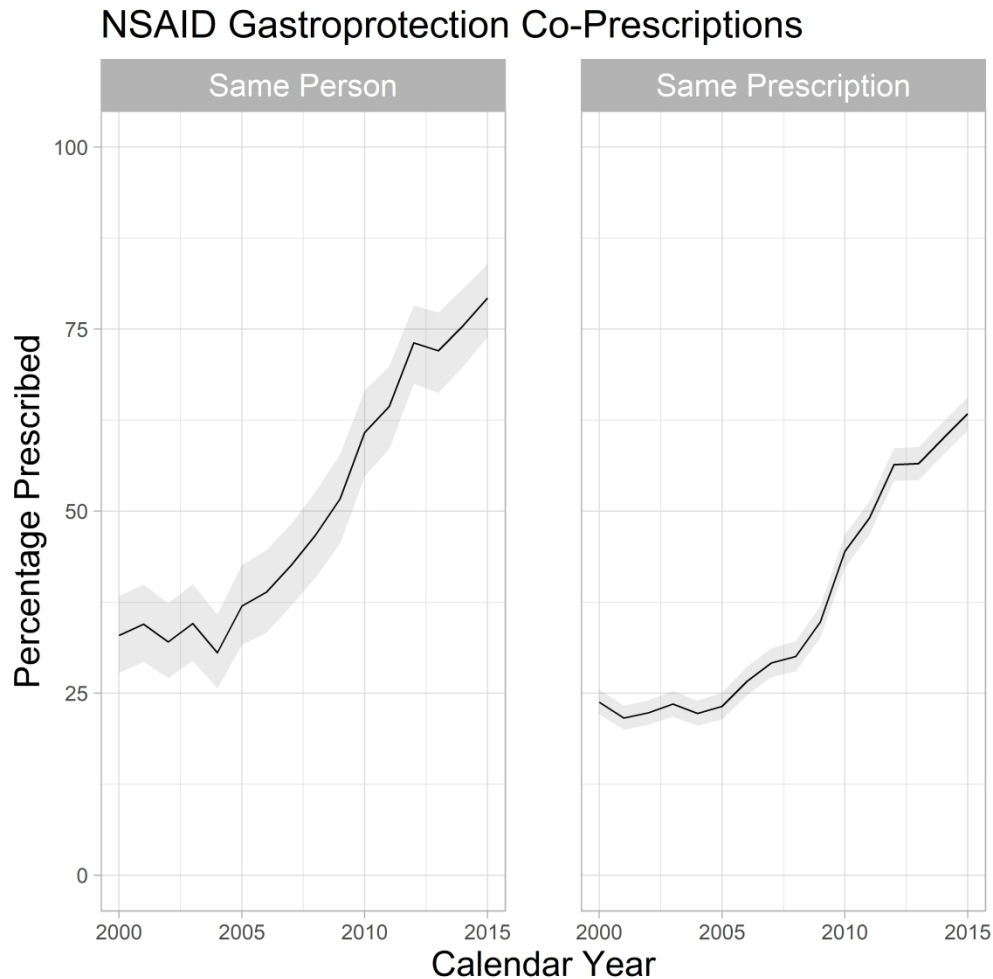 NSAID Gastroprotection Co-Prescriptions
Same Person
Same Prescription
Percentage Prescribed
100
75
50
25
0
2000 2005 2010 2015
2000 2005 2010 2015
Calendar Year